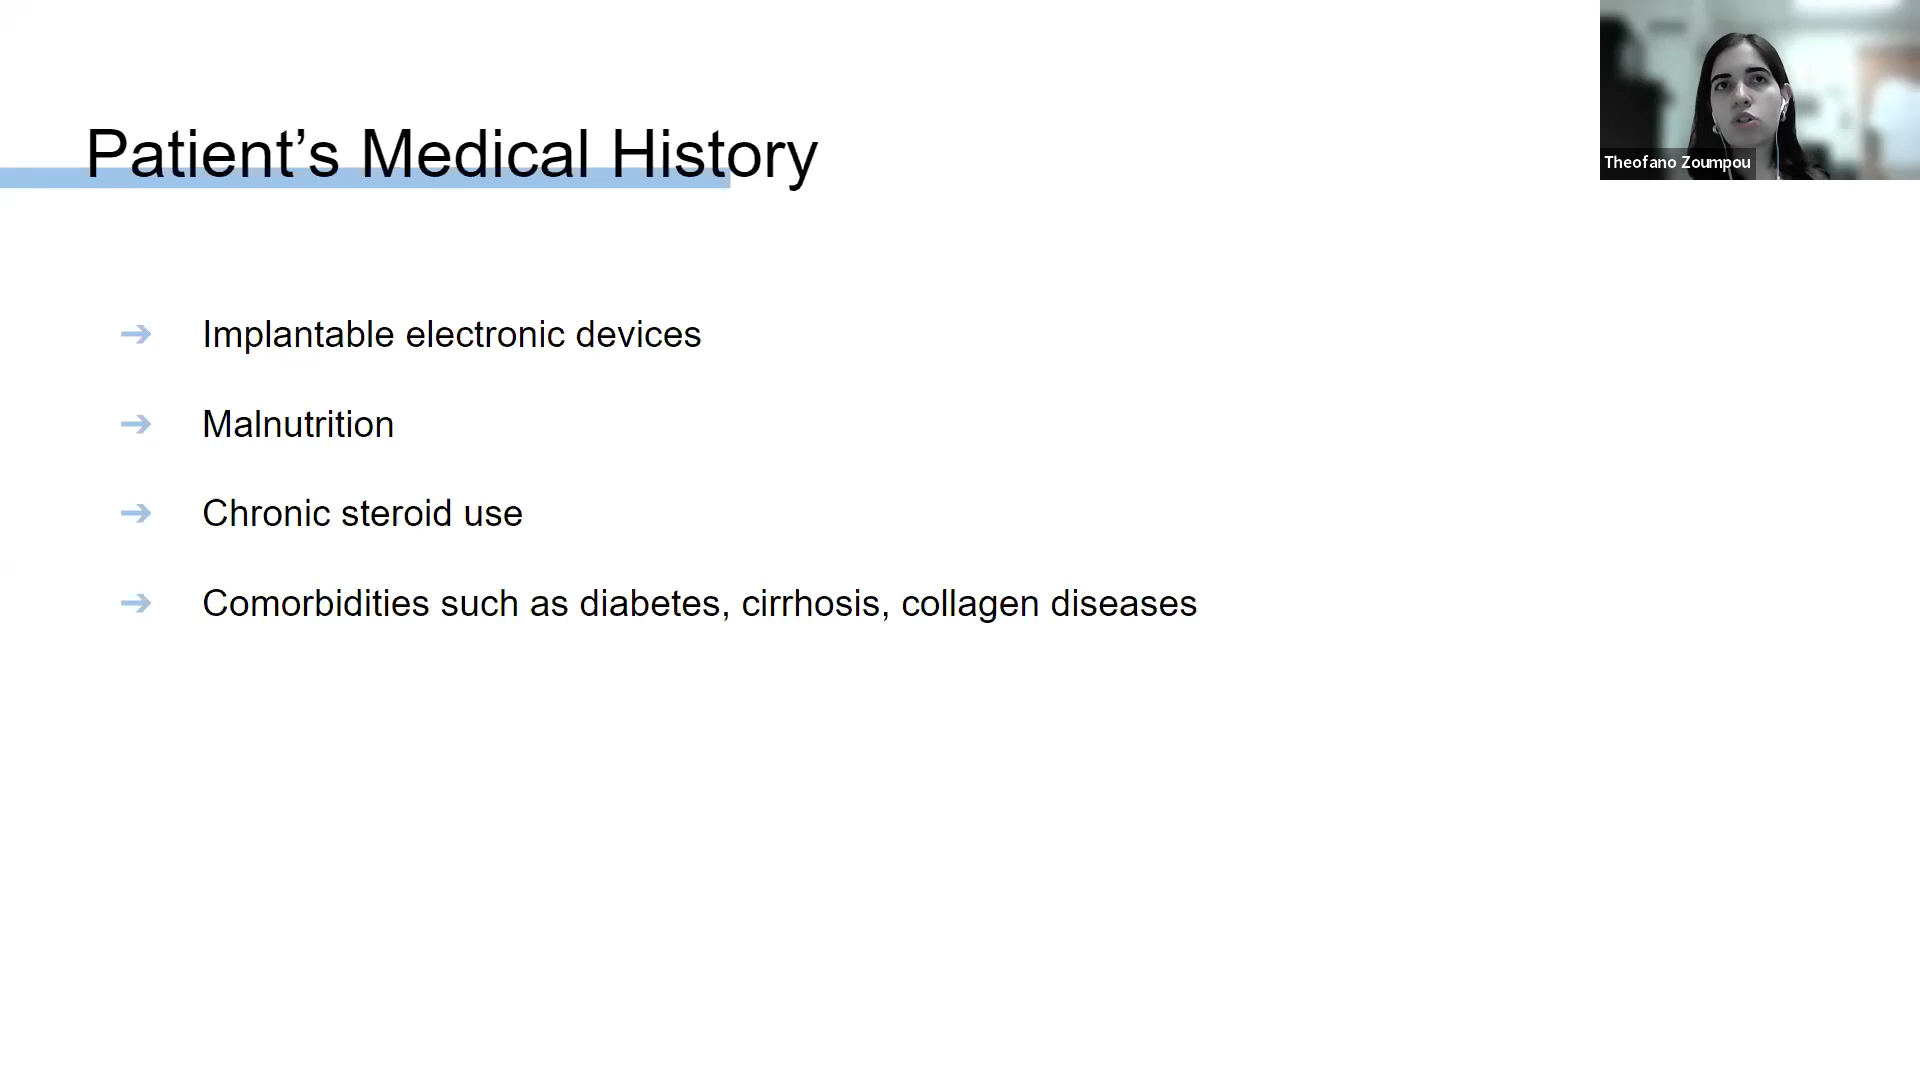 Patient’s Medical History
Theofano Zoumpou
➔ Implantable electronic devices
➔ Malnutrition
➔ Chronic steroid use
➔ Comorbidities such as diabetes, cirrhosis, collagen diseases